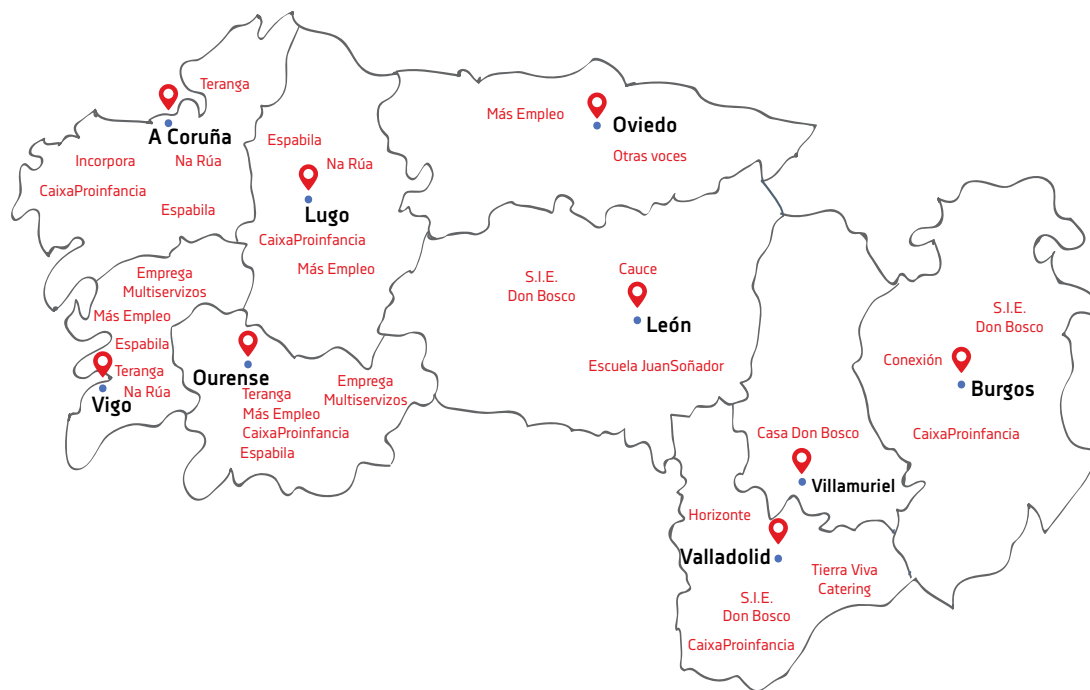 Teranga
A Coruña
Incorpora
Na Rúa
CaixaProinfancia
Espabila
Espabila
Na Rúa
Lugo
CaixaProinfancia
Más Empleo
Más Empleo
Oviedo
Otras voces
Emprega
Multiservizos
Más Empleo
Espabila
Teranga
Na Rúa
Vigo
Ourense
Teranga
Más Empleo
CaixaProinfancia
Espabila
Emprega
Multiservizos
S.I.E.
Don Bosco
Cauce
León
Escuela JuanSoñador
Casa Don Bosco
Villamuriel
S.I.E.
Don Bosco
Conexión
Burgos
CaixaProinfancia
Horizonte
Valladolid
Tierra Viva
Catering
S.I.E.
Don Bosco
CaixaProinfancia